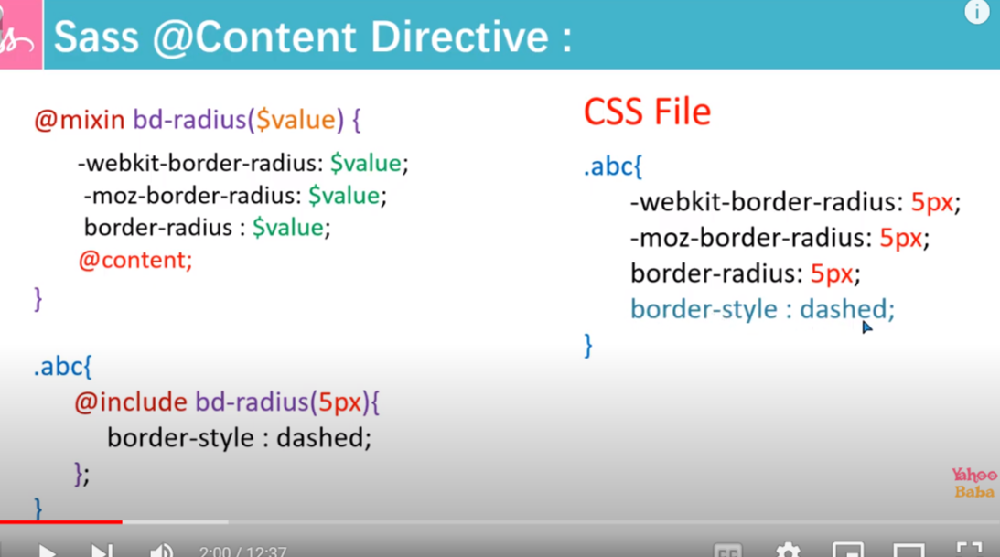 Sass @Content Directive :
@mixin bd-radius($value) {
-webkit-border-radius: $value;
-moz-border-radius: $value;
border-radius : $value;
@content;
}
.abc{
@include bd-radius(5px){
border-style : dashed;
};
}
CSS File
.abc{
-webkit-border-radius: 5px;
-moz-border-radius: 5px;
border-radius: 5px;
border-style : dashed;
}
Yahoo
Baba
2:00 / 12:37